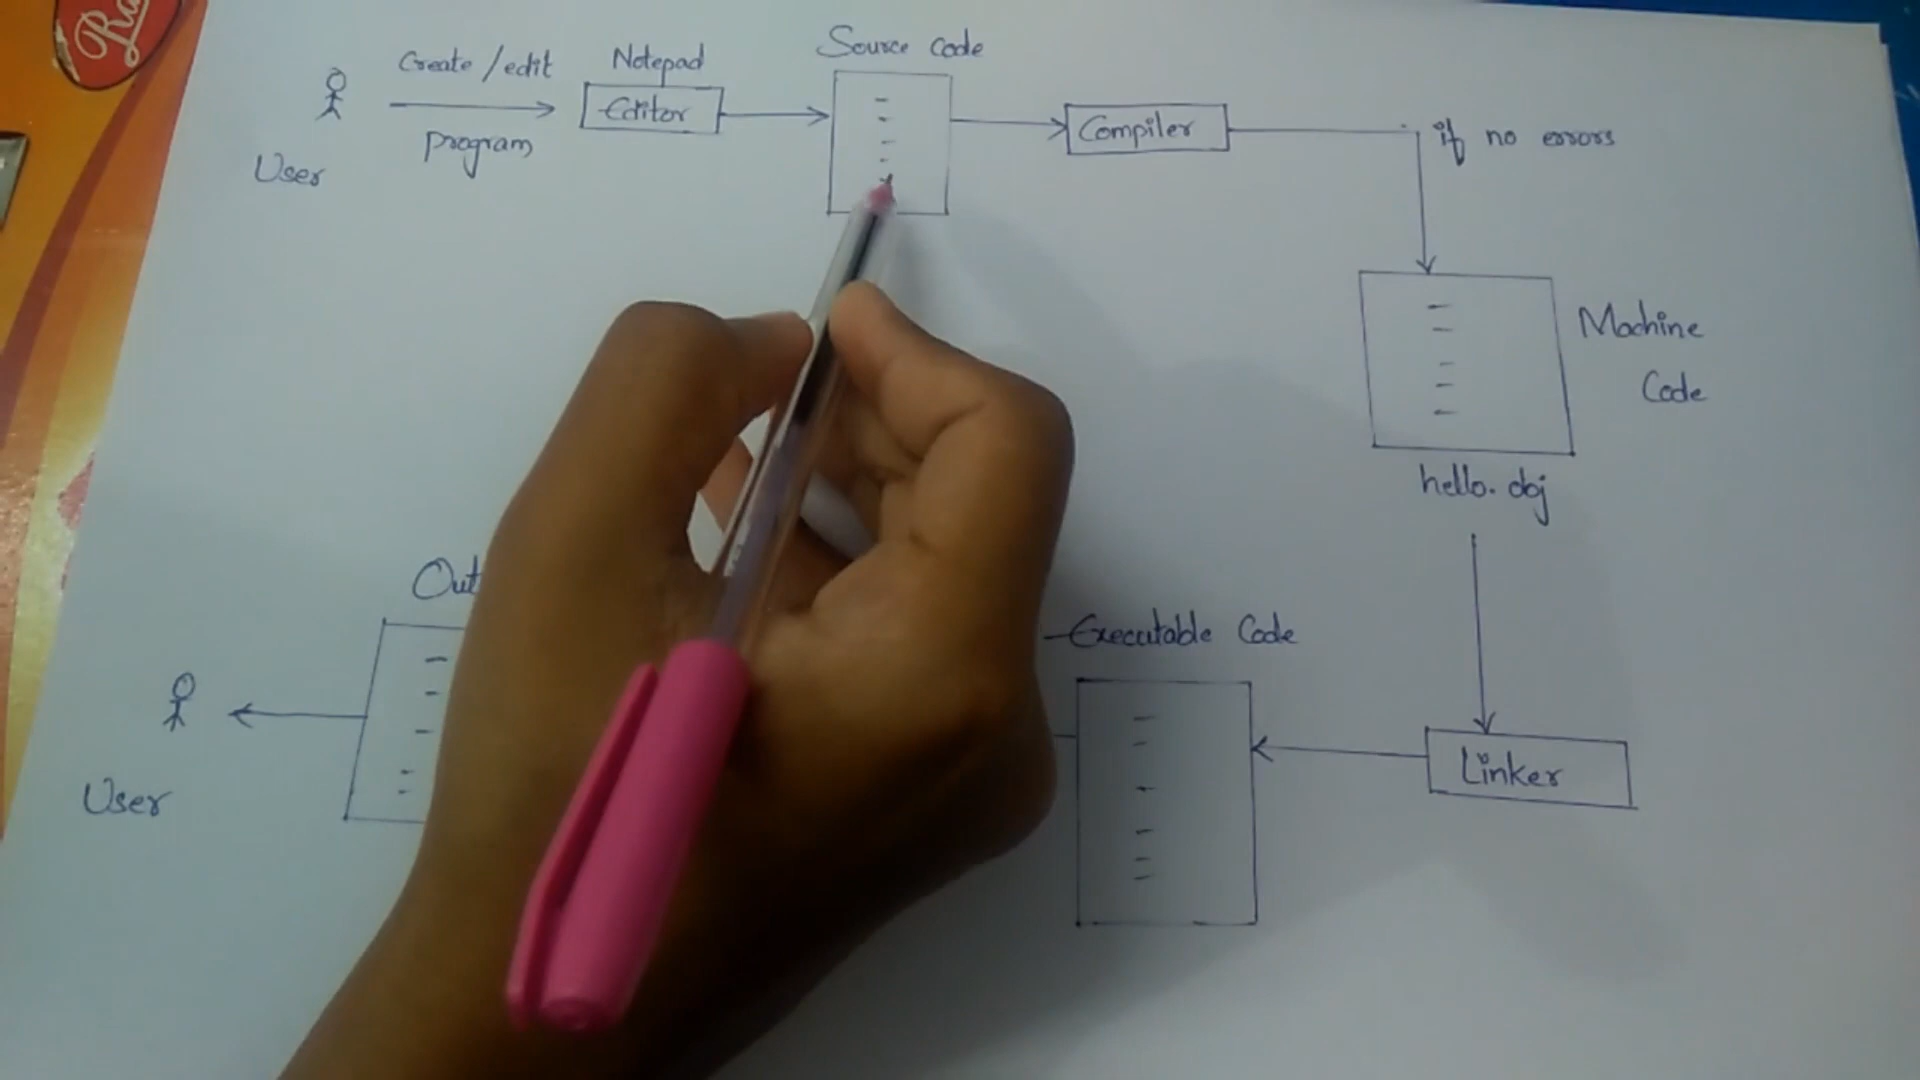 Create / edit
program
User
Notepad
Editor
Source code
Compiler
if no errors
Machine
Code
hello.obj
Linker
Executable Code
Out
User